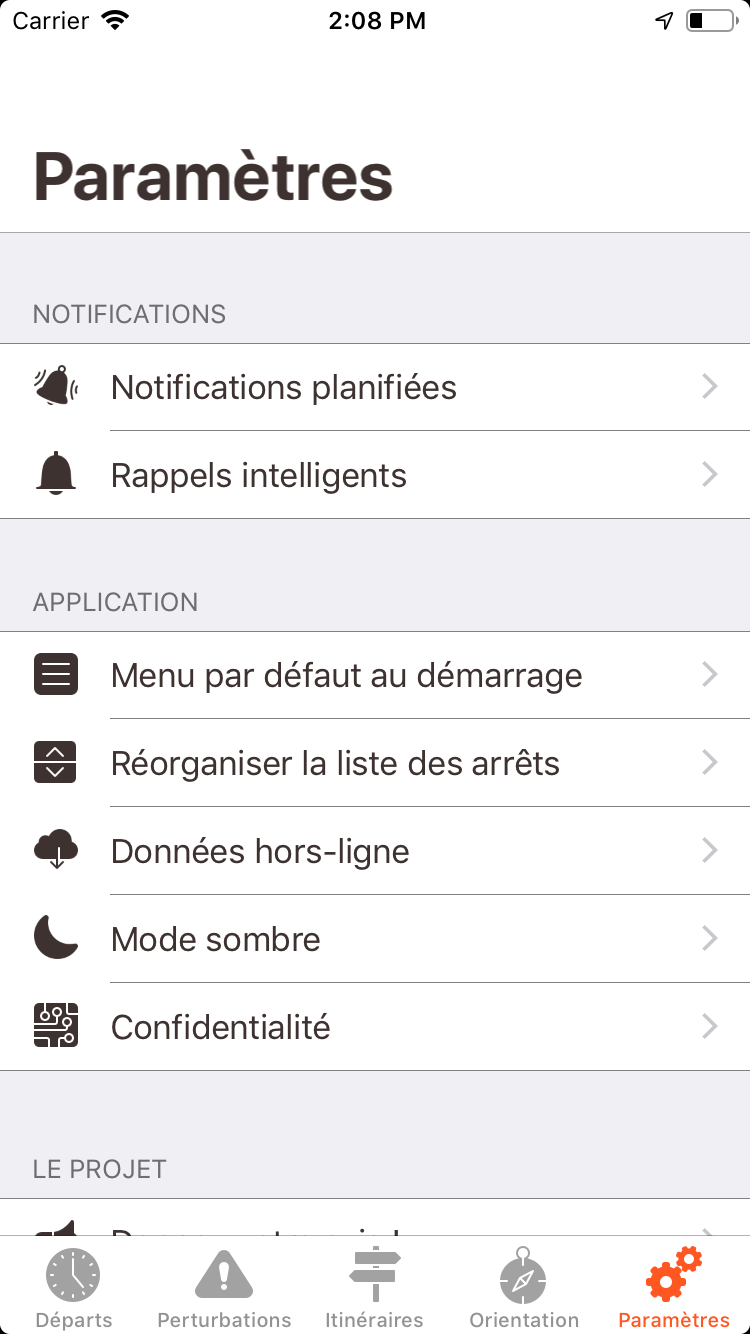 Carrier 2:08 PM
Paramètres
NOTIFICATIONS
Notifications planifiées
Rappels intelligents
APPLICATION
Menu par défaut au démarrage
Réorganiser la liste des arrêts
Données hors-ligne
Mode sombre
Confidentialité
LE PROJET
Départs Perturbations Itinéraires Orientation Paramètres